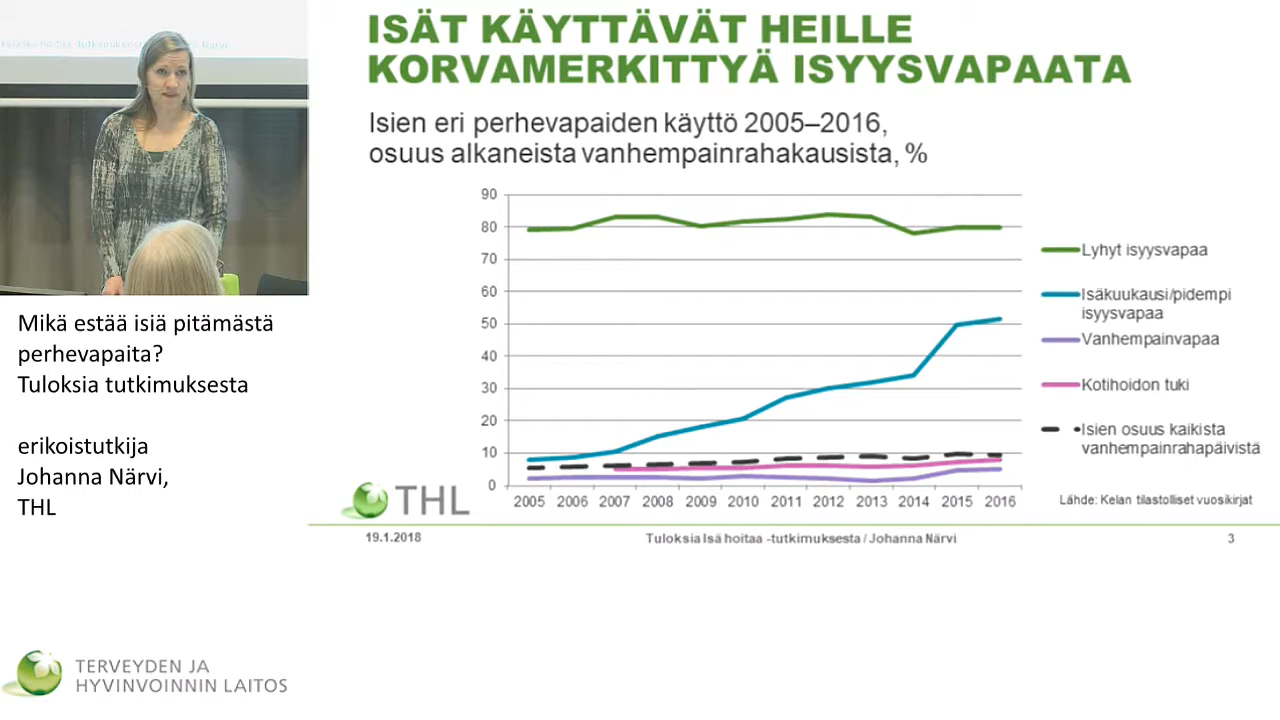 ISÄT KÄYTTÄVÄT HEILLE
KORVAMERKITTYÄ ISYYSVAPAATA
Isien eri perhevapaiden käyttö 2005–2016,
osuus alkaneista vanhempainrahakausista, %
90
80
70
60
50
40
30
20
10
0
2005 2006 2007 2008 2009 2010 2011 2012 2013 2014 2015 2016
Lyhyt isyysvapaa
Isäkuukausi/pidempi
isyysvapaa
Vanhempainvapaa
Kotihoidon tuki
Isien osuus kaikista
vanhempainrahapäivistä
Lähde: Kelan tilastolliset vuosikirjat
THL
19.1.2018 Tuloksia Isä hoitaa -tutkimuksesta / Johanna Närvi 3
Mikä estää isiä pitämästä
perhevapaita?
Tuloksia tutkimuksesta
erikoistutkija
Johanna Närvi,
THL
TERVEYDEN JA
HYVINVOINNIN LAITOS